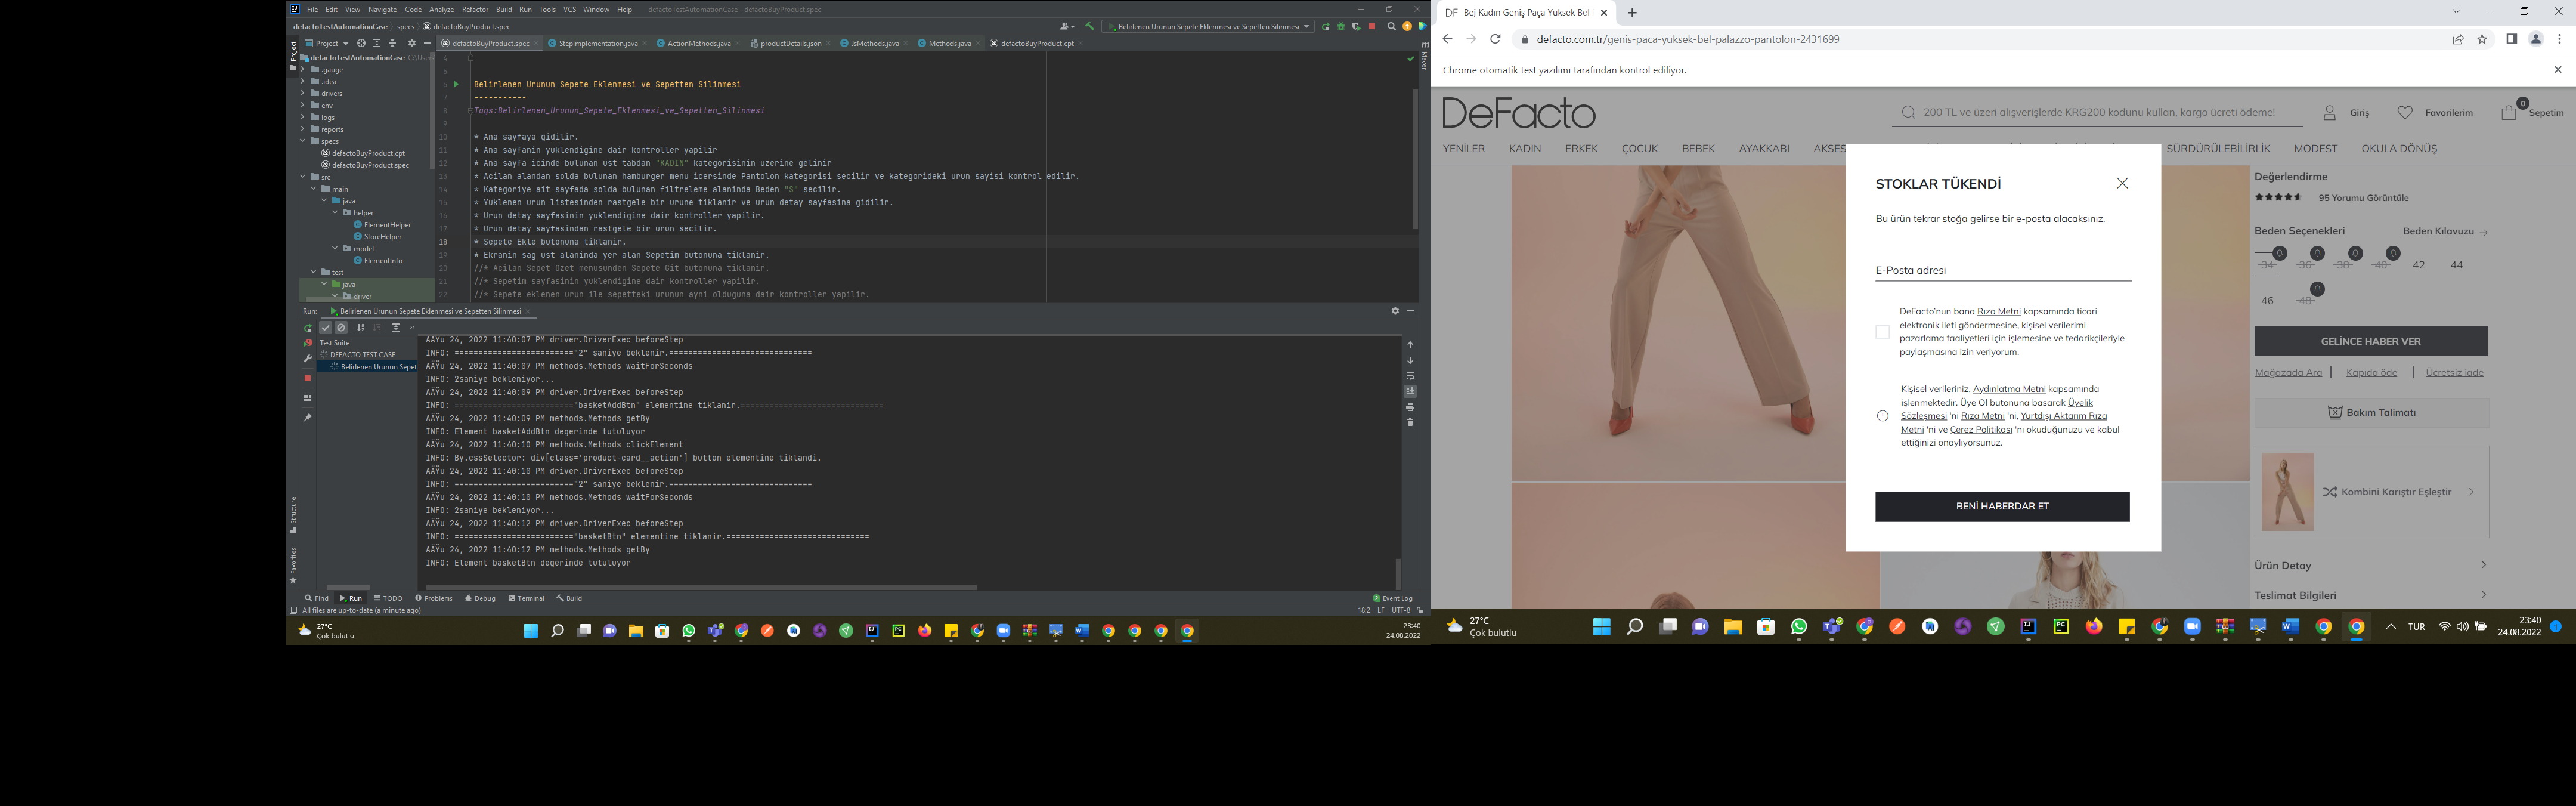 File Edit View Navigate Code Analyze Refactor Build Run Tools VCS Window Help defactoTestAutomationCase - defactoBuyProduct.spec
defactoTestAutomationCase specs defactoBuyProduct.spec
Belirlenen Urunun Sepete Eklenmesi ve Sepetten Silinmesi
Project
defactoBuyProduct.spec StepImplementation.java ActionMethods.java productDetails.json JsMethods.java Methods.java defactoBuyProduct.cpt
Project
Maven
defactoTestAutomationCase C:\Users
.gauge
.idea
drivers
env
logs
reports
specs
defactoBuyProduct.cpt
defactoBuyProduct.spec
src
main
java
helper
ElementHelper
StoreHelper
model
ElementInfo
test
java
driver
4
5
6 Belirlenen Urunun Sepete Eklenmesi ve Sepetten Silinmesi
7 -----------
8 Tags:Belirlenen_Urunun_Sepete_Eklenmesi_ve_Sepetten_Silinmesi
9
10 * Ana sayfaya gidilir.
11 * Ana sayfanin yuklendigine dair kontroller yapilir
12 * Ana sayfa icinde bulunan ust tabdan "KADIN" kategorisinin uzerine gelinir
13 * Acilan alandan solda bulunan hamburger menu icersinde Pantolon kategorisi secilir ve kategorideki urun sayisi kontrol edilir.
14 * Kategoriye ait sayfada solda bulunan filtreleme alaninda Beden "S" secilir.
15 * Yuklenen urun listesinden rastgele bir urune tiklanir ve urun detay sayfasina gidilir.
16 * Urun detay sayfasinin yuklendigine dair kontroller yapilir.
17 * Urun detay sayfasindan rastgele bir urun secilir.
18 * Sepete Ekle butonuna tiklanir.
19 * Ekranin sag ust alaninda yer alan Sepetim butonuna tiklanir.
20 //* Acilan Sepet Ozet menusunden Sepete Git butonuna tiklanir.
21 //* Sepetim sayfasinin yuklendigine dair kontroller yapilir.
22 //* Sepete eklenen urun ile sepetteki urunun ayni olduguna dair kontroller yapilir.
Run: Belirlenen Urunun Sepete Eklenmesi ve Sepetten Silinmesi
Test Suite
DEFACTO TEST CASE
Belirlenen Urunun Sepet
Structure
Favorites
AÄŸu 24, 2022 11:40:07 PM driver.DriverExec beforeStep
INFO: ========================="2" saniye beklenir.==============================
AÄŸu 24, 2022 11:40:07 PM methods.Methods waitForSeconds
INFO: 2saniye bekleniyor...
AÄŸu 24, 2022 11:40:09 PM driver.DriverExec beforeStep
INFO: ========================="basketAddBtn" elementine tiklanir.==============================
AÄŸu 24, 2022 11:40:09 PM methods.Methods getBy
INFO: Element basketAddBtn degerinde tutuluyor
AÄŸu 24, 2022 11:40:10 PM methods.Methods clickElement
INFO: By.cssSelector: div[class='product-card__action'] button elementine tiklandi.
AÄŸu 24, 2022 11:40:10 PM driver.DriverExec beforeStep
INFO: ========================="2" saniye beklenir.==============================
AÄŸu 24, 2022 11:40:10 PM methods.Methods waitForSeconds
INFO: 2saniye bekleniyor...
AÄŸu 24, 2022 11:40:12 PM driver.DriverExec beforeStep
INFO: ========================="basketBtn" elementine tiklanir.==============================
AÄŸu 24, 2022 11:40:12 PM methods.Methods getBy
INFO: Element basketBtn degerinde tutuluyor
Find Run TODO Problems Debug Terminal Build 2 Event Log
All files are up-to-date (a minute ago) 18:2 LF UTF-8
27°C
Çok bulutlu
23:40
24.08.2022
DF Bej Kadın Geniş Paça Yüksek Bel
defacto.com.tr/genis-paca-yuksek-bel-palazzo-pantolon-2431699
Chrome otomatik test yazılımı tarafından kontrol ediliyor.
DeFacto
200 TL ve üzeri alışverişlerde KRG200 kodunu kullan, kargo ücreti ödeme!
Giriş
Favorilerim
0
Sepetim
YENİLER KADIN ERKEK ÇOCUK BEBEK AYAKKABI AKSES SÜRDÜRÜLEBİLİRLİK MODEST OKULA DÖNÜŞ
STOKLAR TÜKENDİ
Bu ürün tekrar stoğa gelirse bir e-posta alacaksınız.
E-Posta adresi
DeFacto'nun bana Rıza Metni kapsamında ticari
elektronik ileti göndermesine, kişisel verilerimi
pazarlama faaliyetleri için işlemesine ve tedarikçileriyle
paylaşmasına izin veriyorum.
Kişisel verileriniz, Aydınlatma Metni kapsamında
işlenmektedir. Üye Ol butonuna basarak Üyelik
Sözleşmesi 'ni Rıza Metni 'ni, Yurtdışı Aktarım Rıza
Metni 'ni ve Çerez Politikası 'nı okuduğunuzu ve kabul
ettiğinizi onaylıyorsunuz.
BENİ HABERDAR ET
Değerlendirme
95 Yorumu Görüntüle
Beden Seçenekleri Beden Kılavuzu
34 36 38 40 42 44
46 48
GELİNCE HABER VER
Mağazada Ara Kapıda öde Ücretsiz iade
Bakım Talimatı
Kombini Karıştır Eşleştir
Ürün Detay
Teslimat Bilgileri
27°C
Çok bulutlu
TUR
23:40
24.08.2022
1